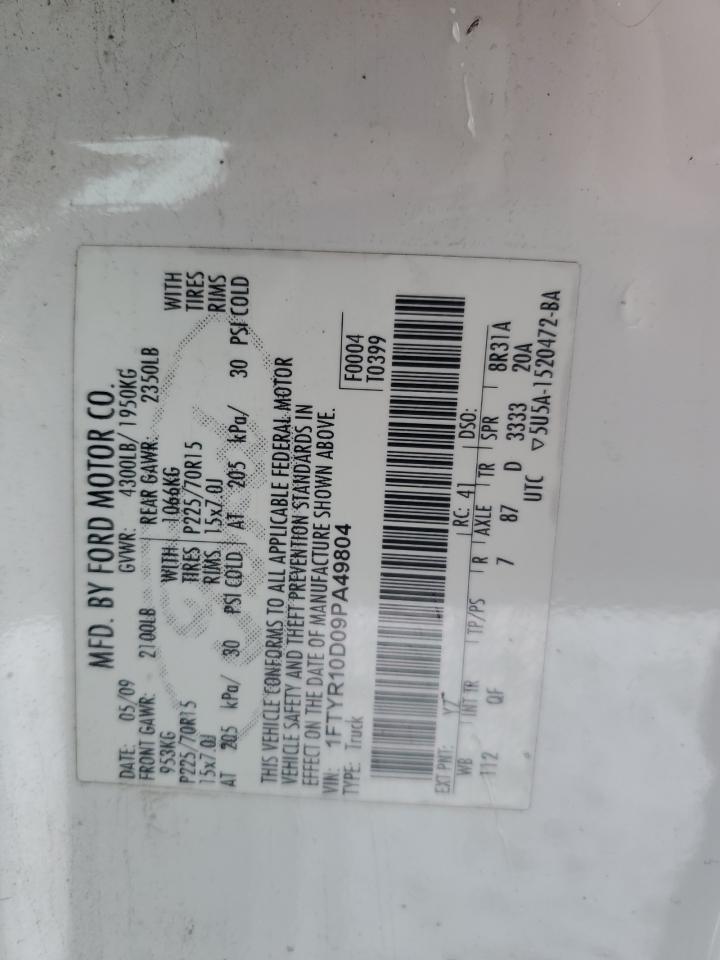 MFD. BY FORD MOTOR CO.
DATE: 05/09 GVWR: 4300LB/1950KG
FRONT GAWR: 2100LB REAR GAWR: 2350LB
953KG WITH 1066KG WITH
P225/70R15 TIRES P225/70R15 TIRES
15x7.0J RIMS 15x7.0J RIMS
AT 205 kPa/ 30 PSI COLD AT 205 kPa/ 30 PSI COLD
THIS VEHICLE CONFORMS TO ALL APPLICABLE FEDERAL MOTOR
VEHICLE SAFETY AND THEFT PREVENTION STANDARDS IN
EFFECT ON THE DATE OF MANUFACTURE SHOWN ABOVE.
VIN: 1FTYR10D09PA49804 F0004
TYPE: Truck T0399
EXT PNT: YZ RC: 41 DSO:
WB INT TR TP/PS R AXLE TR SPR 8R31A
112 QF 7 87 D 3333 20A
UTC ▽5U5A-1520472-BA